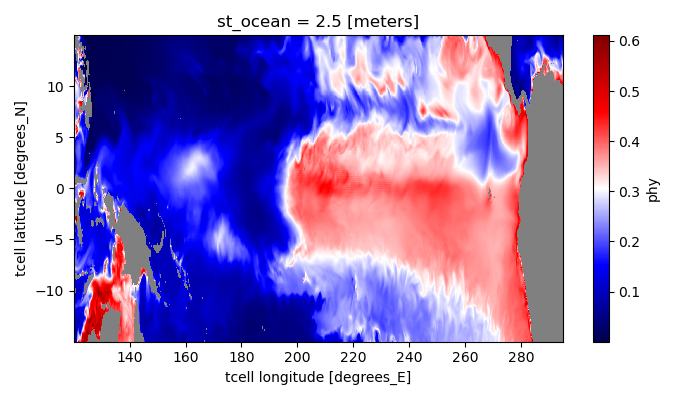 st_ocean = 2.5 [meters]
tcell latitude [degrees_N]
10
5
0
−5
−10
140 160 180 200 220 240 260 280
tcell longitude [degrees_E]
0.6
0.5
0.4
0.3
0.2
0.1
phy